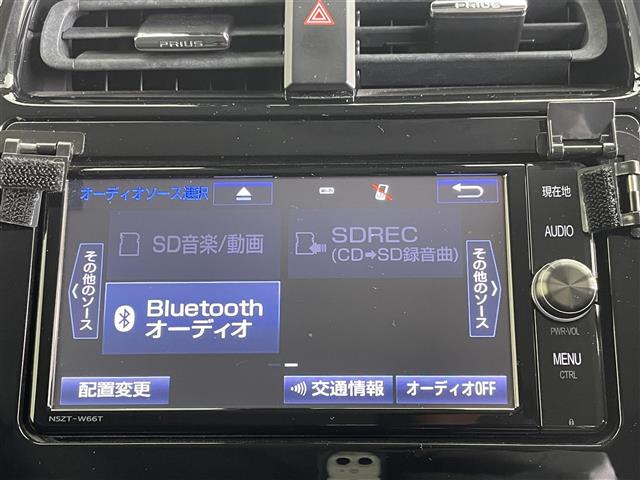 PRIUS
PRIUS
オーディオソース選択
Wi-Fi
SD音楽/動画
SDREC
(CD➡SD録音曲)
その他のソース
その他のソース
Bluetooth
オーディオ
配置変更
交通情報
オーディオOFF
現在地
AUDIO
PWR·VOL
MENU
CTRL
NSZT-W66T